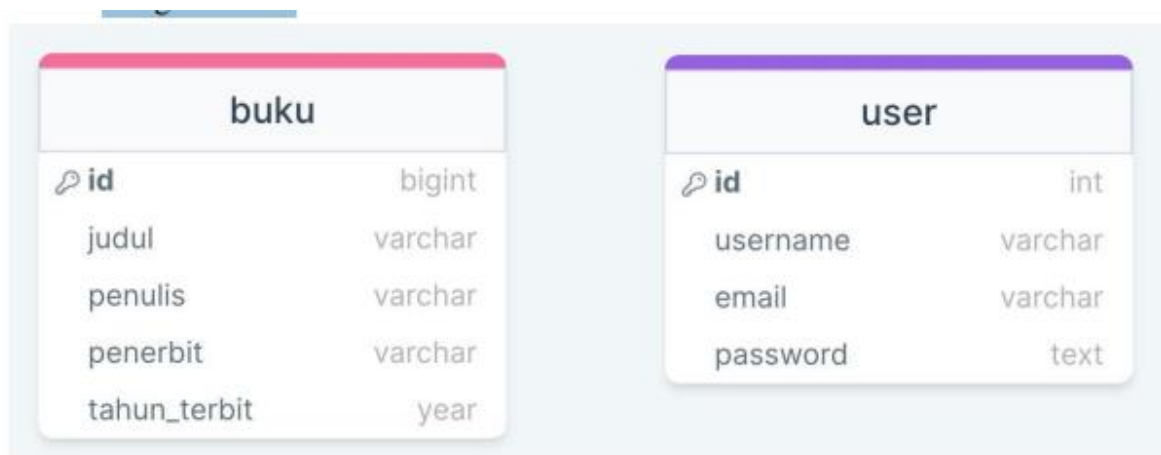 buku
id bigint
judul varchar
penulis varchar
penerbit varchar
tahun_terbit year
user
id int
username varchar
email varchar
password text